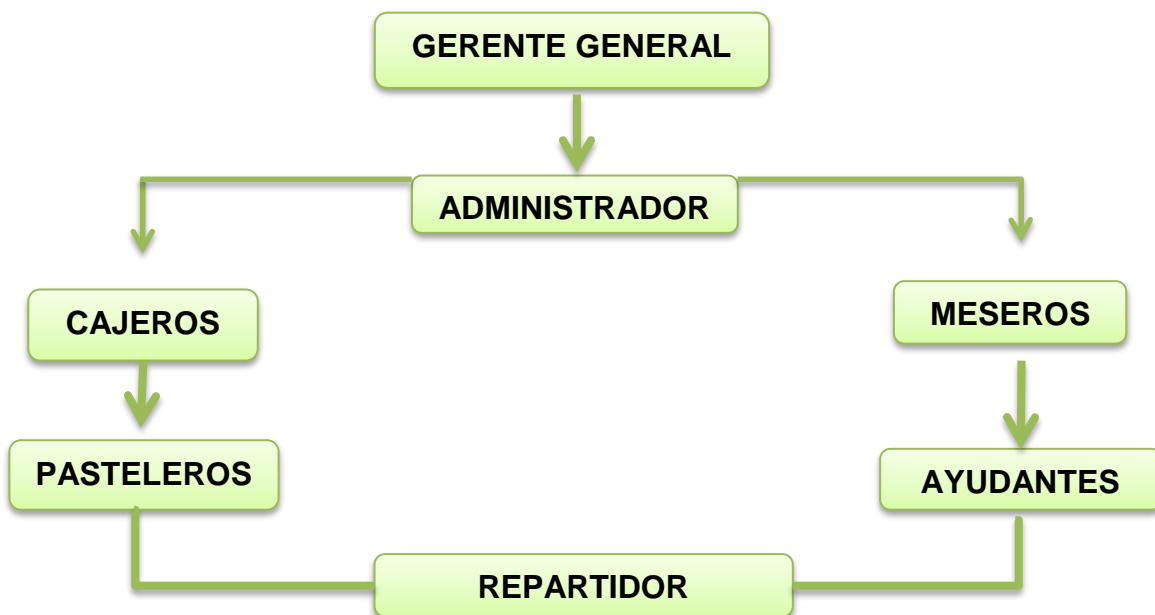 GERENTE GENERAL
ADMINISTRADOR
CAJEROS
MESEROS
PASTELEROS
AYUDANTES
REPARTIDOR